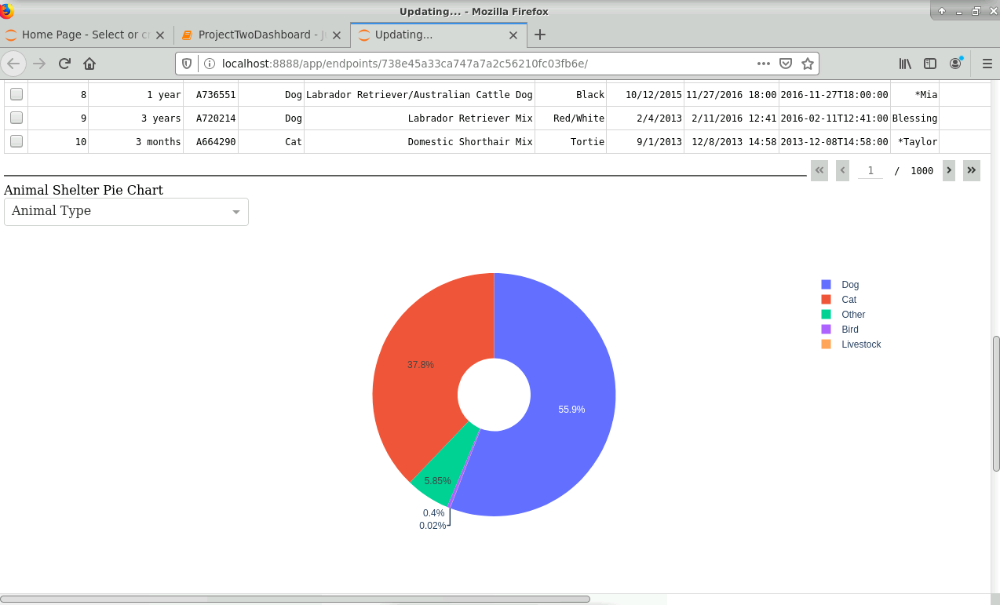 Updating... - Mozilla Firefox
Home Page - Select or cr
ProjectTwoDashboard - Ju
Updating...
localhost:8888/app/endpoints/738e45a33ca747a7a2c56210fc03fb6e/
8 1 year A736551 Dog Labrador Retriever/Australian Cattle Dog Black 10/12/2015 11/27/2016 18:00 2016-11-27T18:00:00 *Mia
9 3 years A720214 Dog Labrador Retriever Mix Red/White 2/4/2013 2/11/2016 12:41 2016-02-11T12:41:00 Blessing
10 3 months A664290 Cat Domestic Shorthair Mix Tortie 9/1/2013 12/8/2013 14:58 2013-12-08T14:58:00 *Taylor
« < 1 / 1000 > »
Animal Shelter Pie Chart
Animal Type
Dog
Cat
Other
Bird
Livestock
37.8%
55.9%
5.85%
0.4%
0.02%